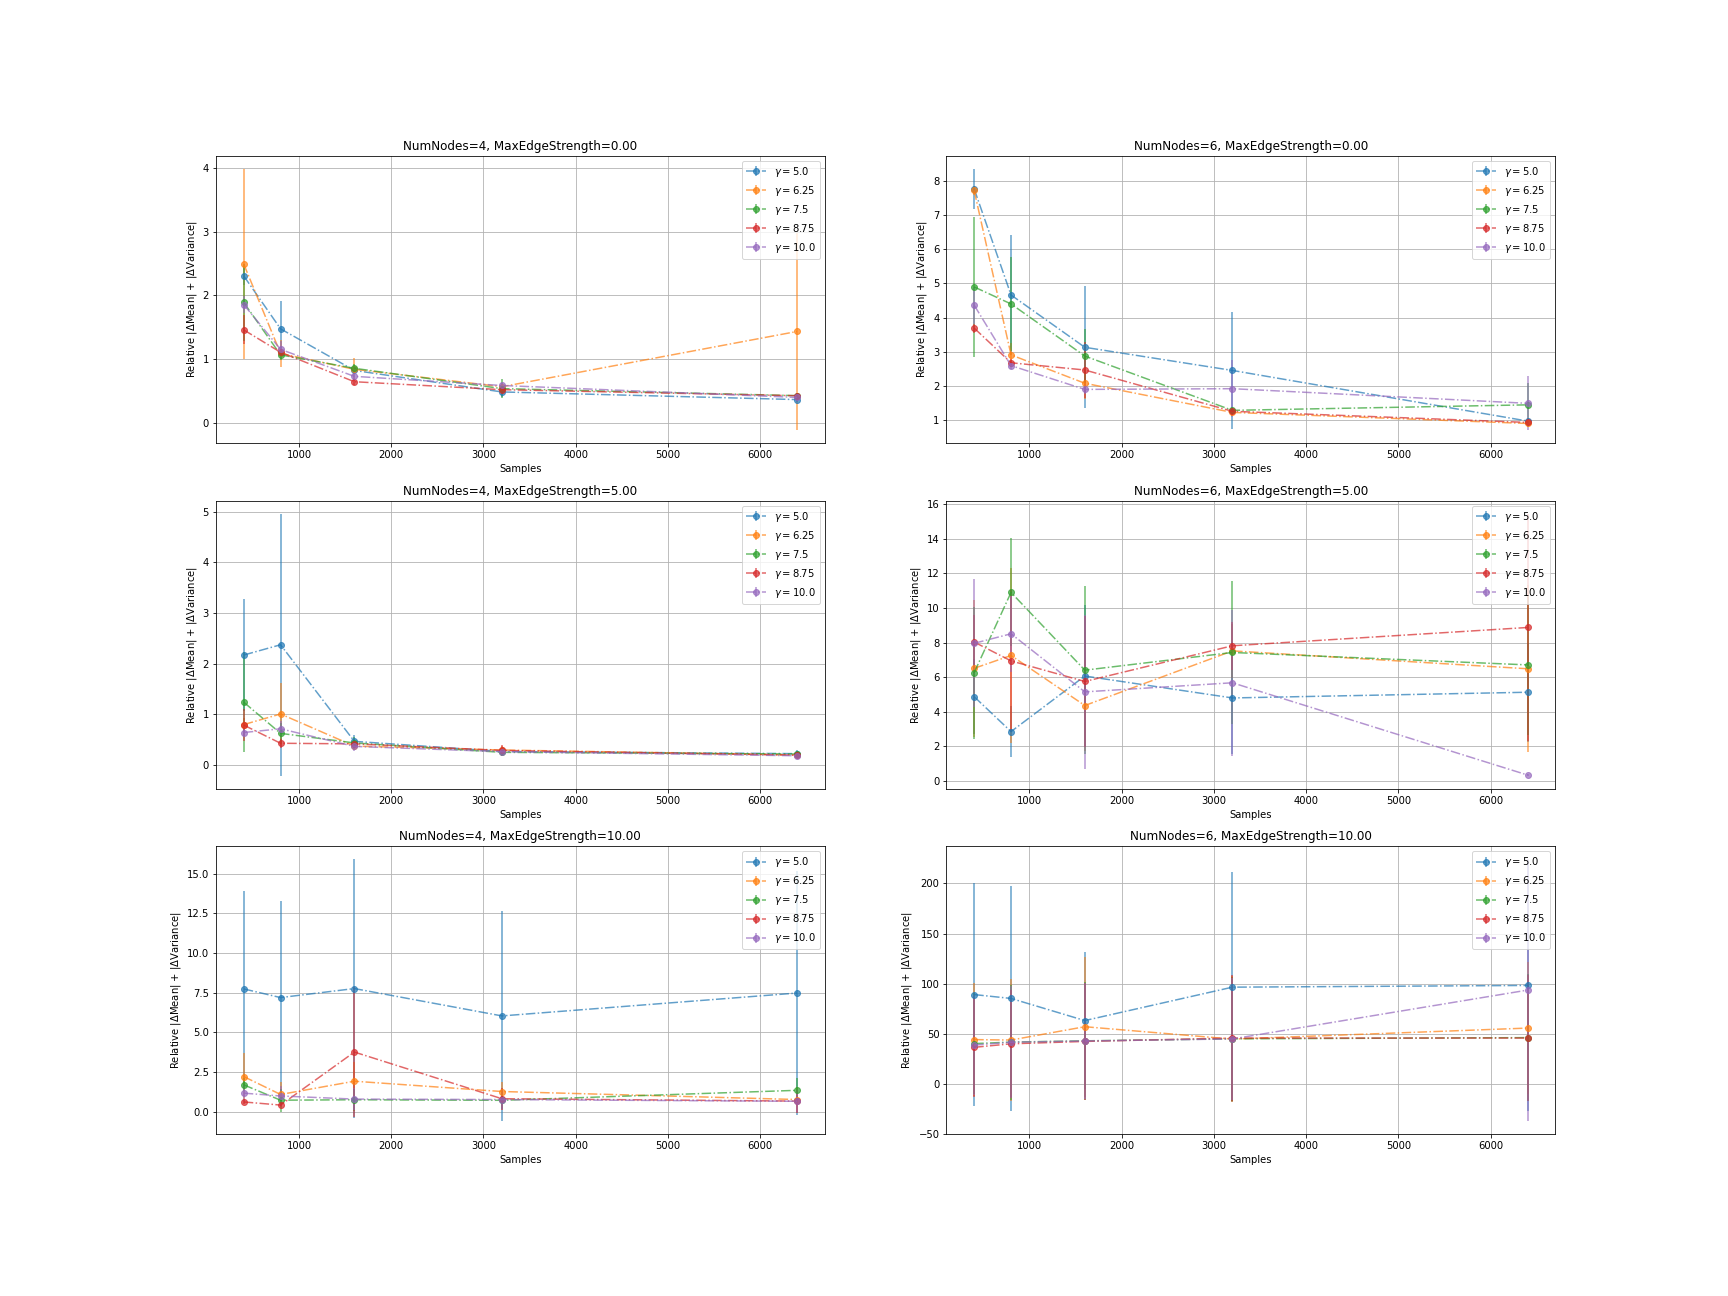 NumNodes=4, MaxEdgeStrength=0.00
Relative |ΔMean| + |ΔVariance|
4
3
2
1
0
1000 2000 3000 4000 5000 6000
Samples
γ = 5.0
γ = 6.25
γ = 7.5
γ = 8.75
γ = 10.0
NumNodes=6, MaxEdgeStrength=0.00
Relative |ΔMean| + |ΔVariance|
8
7
6
5
4
3
2
1
1000 2000 3000 4000 5000 6000
Samples
γ = 5.0
γ = 6.25
γ = 7.5
γ = 8.75
γ = 10.0
NumNodes=4, MaxEdgeStrength=5.00
Relative |ΔMean| + |ΔVariance|
5
4
3
2
1
0
1000 2000 3000 4000 5000 6000
Samples
γ = 5.0
γ = 6.25
γ = 7.5
γ = 8.75
γ = 10.0
NumNodes=6, MaxEdgeStrength=5.00
Relative |ΔMean| + |ΔVariance|
16
14
12
10
8
6
4
2
0
1000 2000 3000 4000 5000 6000
Samples
γ = 5.0
γ = 6.25
γ = 7.5
γ = 8.75
γ = 10.0
NumNodes=4, MaxEdgeStrength=10.00
Relative |ΔMean| + |ΔVariance|
15.0
12.5
10.0
7.5
5.0
2.5
0.0
1000 2000 3000 4000 5000 6000
Samples
γ = 5.0
γ = 6.25
γ = 7.5
γ = 8.75
γ = 10.0
NumNodes=6, MaxEdgeStrength=10.00
Relative |ΔMean| + |ΔVariance|
200
150
100
50
0
−50
1000 2000 3000 4000 5000 6000
Samples
γ = 5.0
γ = 6.25
γ = 7.5
γ = 8.75
γ = 10.0